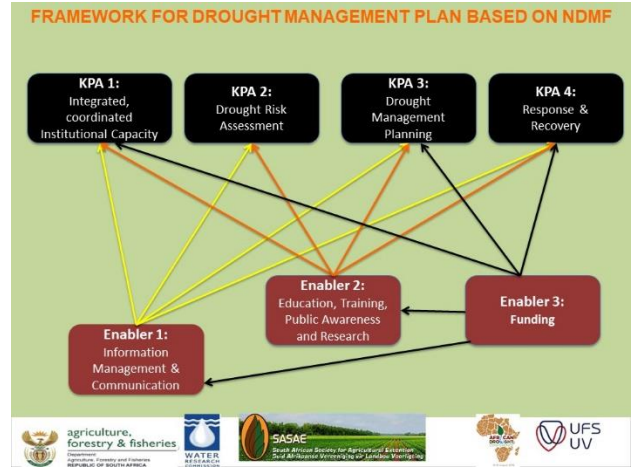 FRAMEWORK FOR DROUGHT MANAGEMENT PLAN BASED ON NDMF
KPA 1:
Integrated,
coordinated
Institutional Capacity
KPA 2:
Drought Risk
Assessment
KPA 3:
Drought
Management
Planning
KPA 4:
Response &
Recovery
Enabler 2:
Education, Training,
Public Awareness
and Research
Enabler 3:
Funding
Enabler 1:
Information
Management &
Communication
agriculture,
forestry & fisheries
Department:
Agriculture, Forestry and Fisheries
REPUBLIC OF SOUTH AFRICA
WATER
RESEARCH
COMMISSION
SASAE
South African Society for Agricultural Extension
Suid Afrikaanse Vereniging vir Landbou Voorligting
AFRICAN
DROUGHT
UFS
UV